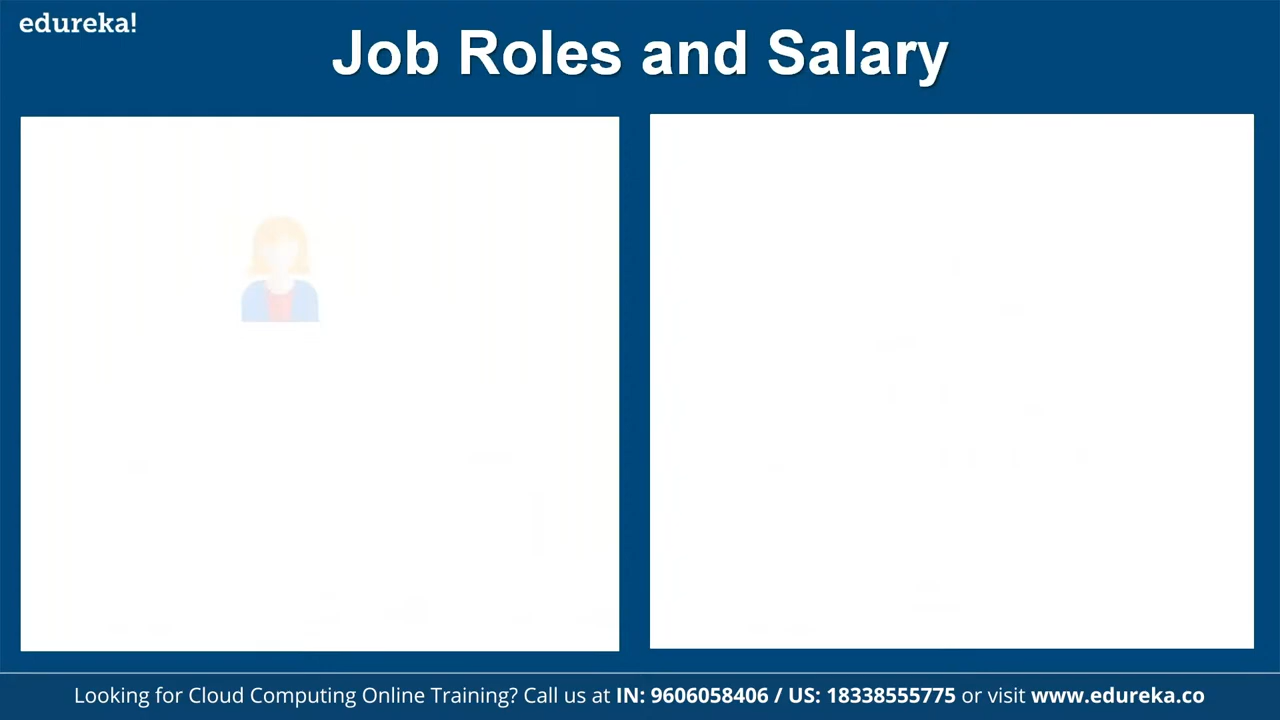 edureka!
Job Roles and Salary
Looking for Cloud Computing Online Training? Call us at IN: 9606058406 / US: 18338555775 or visit www.edureka.co